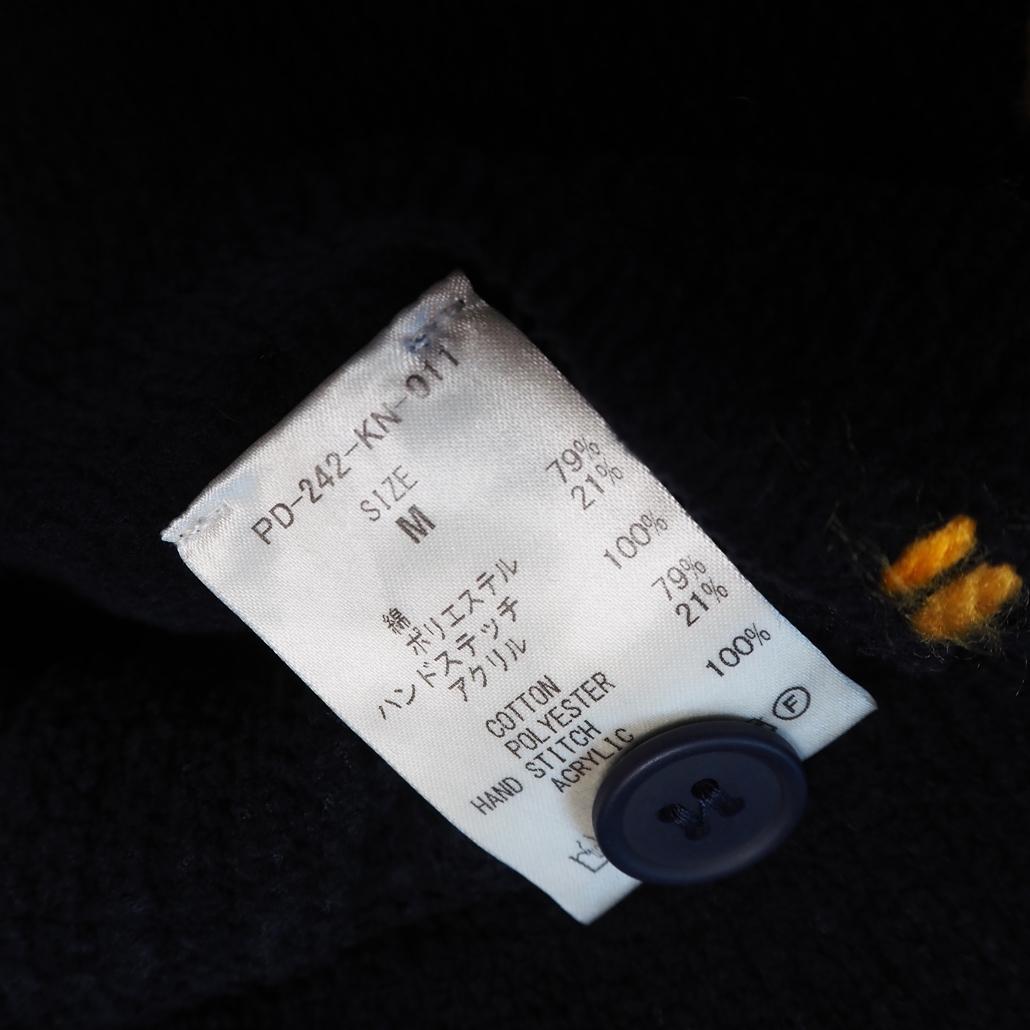 PD-242-KN-011
SIZE
M
綿 79%
ポリエステル 21%
ハンドステッチ
アクリル 100%
COTTON 79%
POLYESTER 21%
HAND STITCH
ACRYLIC 100%
F